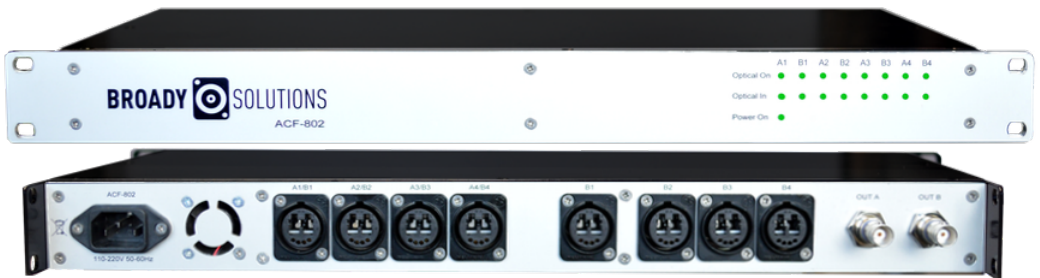 A1 B1 A2 B2 A3 B3 A4 B4
Optical On
BROADY SOLUTIONS
Optical In
ACF-802
Power On
ACF-802
A1/B1 A2/B2 A3/B3 A4/B4 B1 B2 B3 B4
OUT A OUT B
110-220V 50-60Hz